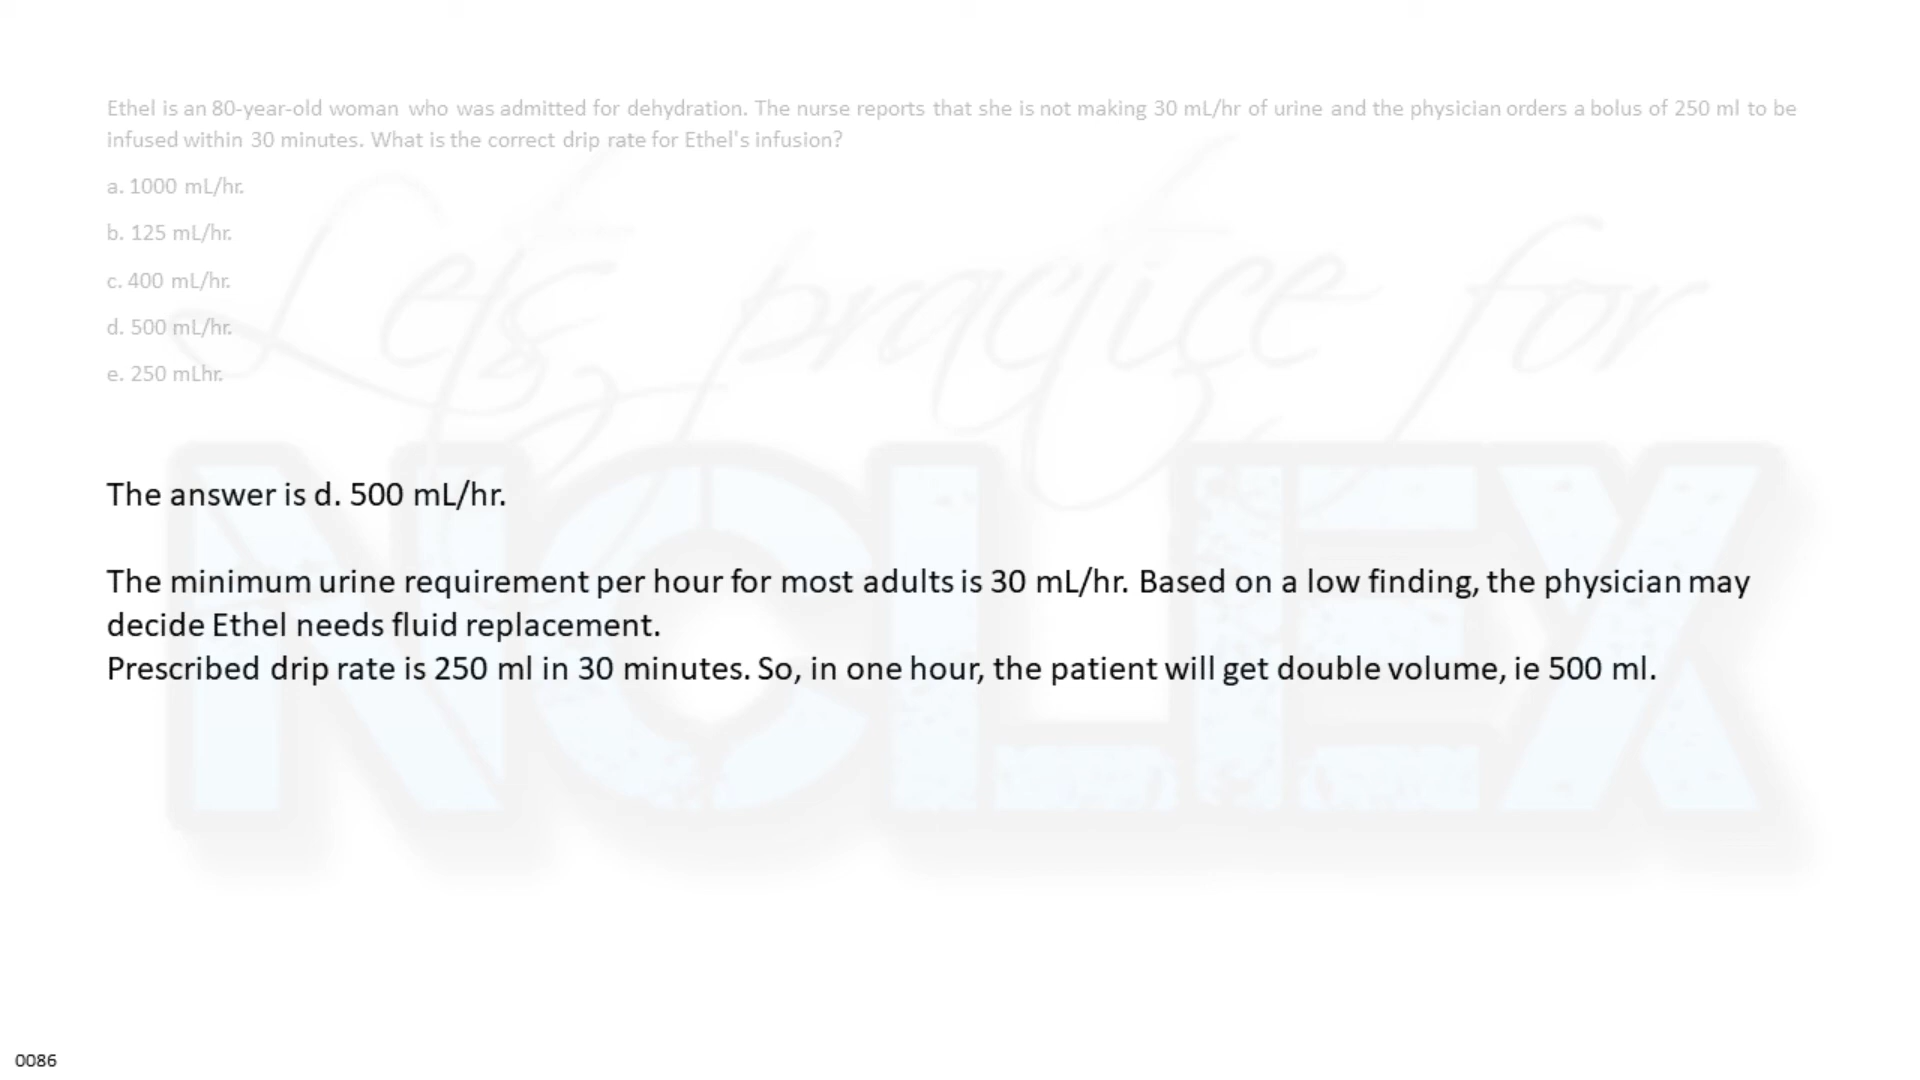 Ethel is an 80-year-old woman who was admitted for dehydration. The nurse reports that she is not making 30 mL/hr of urine and the physician orders a bolus of 250 ml to be
infused within 30 minutes. What is the correct drip rate for Ethel's infusion?
a. 1000 mL/hr.
b. 125 mL/hr.
c. 400 mL/hr.
d. 500 mL/hr.
e. 250 mLhr.
Let's practice for
NCLEX
The answer is d. 500 mL/hr.
The minimum urine requirement per hour for most adults is 30 mL/hr. Based on a low finding, the physician may
decide Ethel needs fluid replacement.
Prescribed drip rate is 250 ml in 30 minutes. So, in one hour, the patient will get double volume, ie 500 ml.
0086